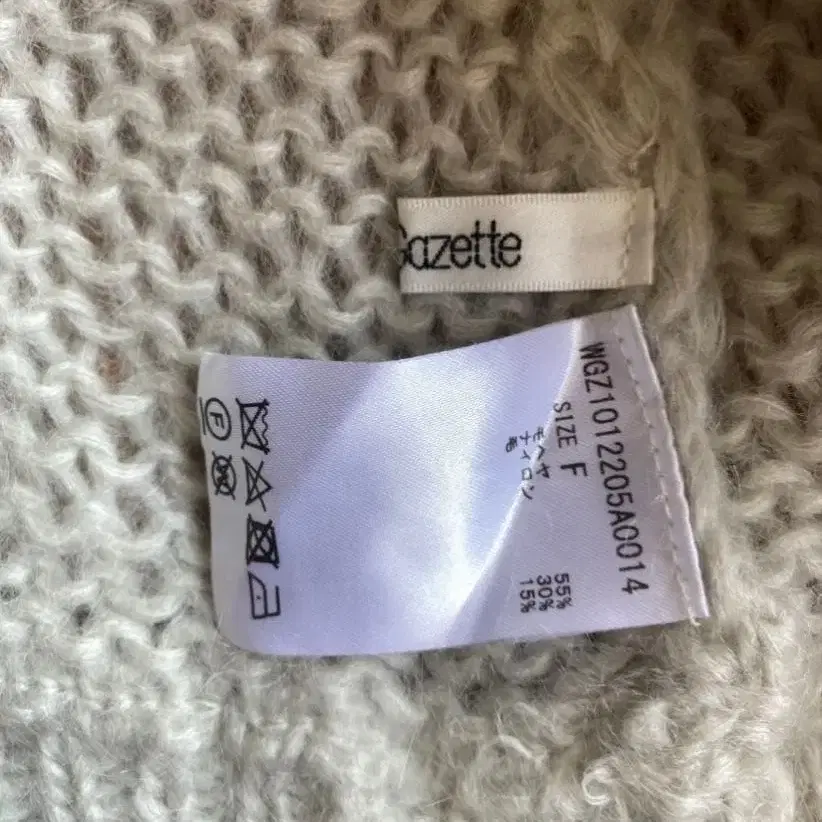 Gazette
WGZ1012205A0014
SIZE F
モヘヤ 55%
ナイロン 30%
毛 15%
F